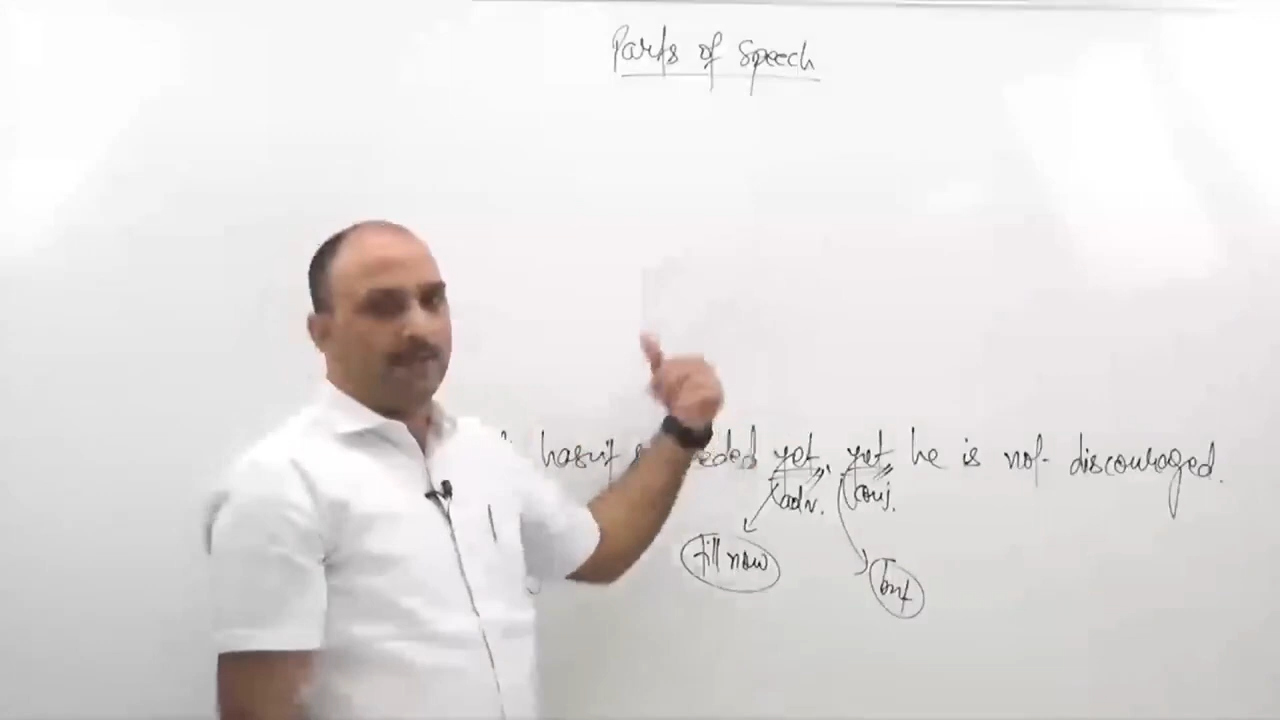 Parts of Speech
hasn't yet, yet he is not discouraged.
adv. conj.
till now
but